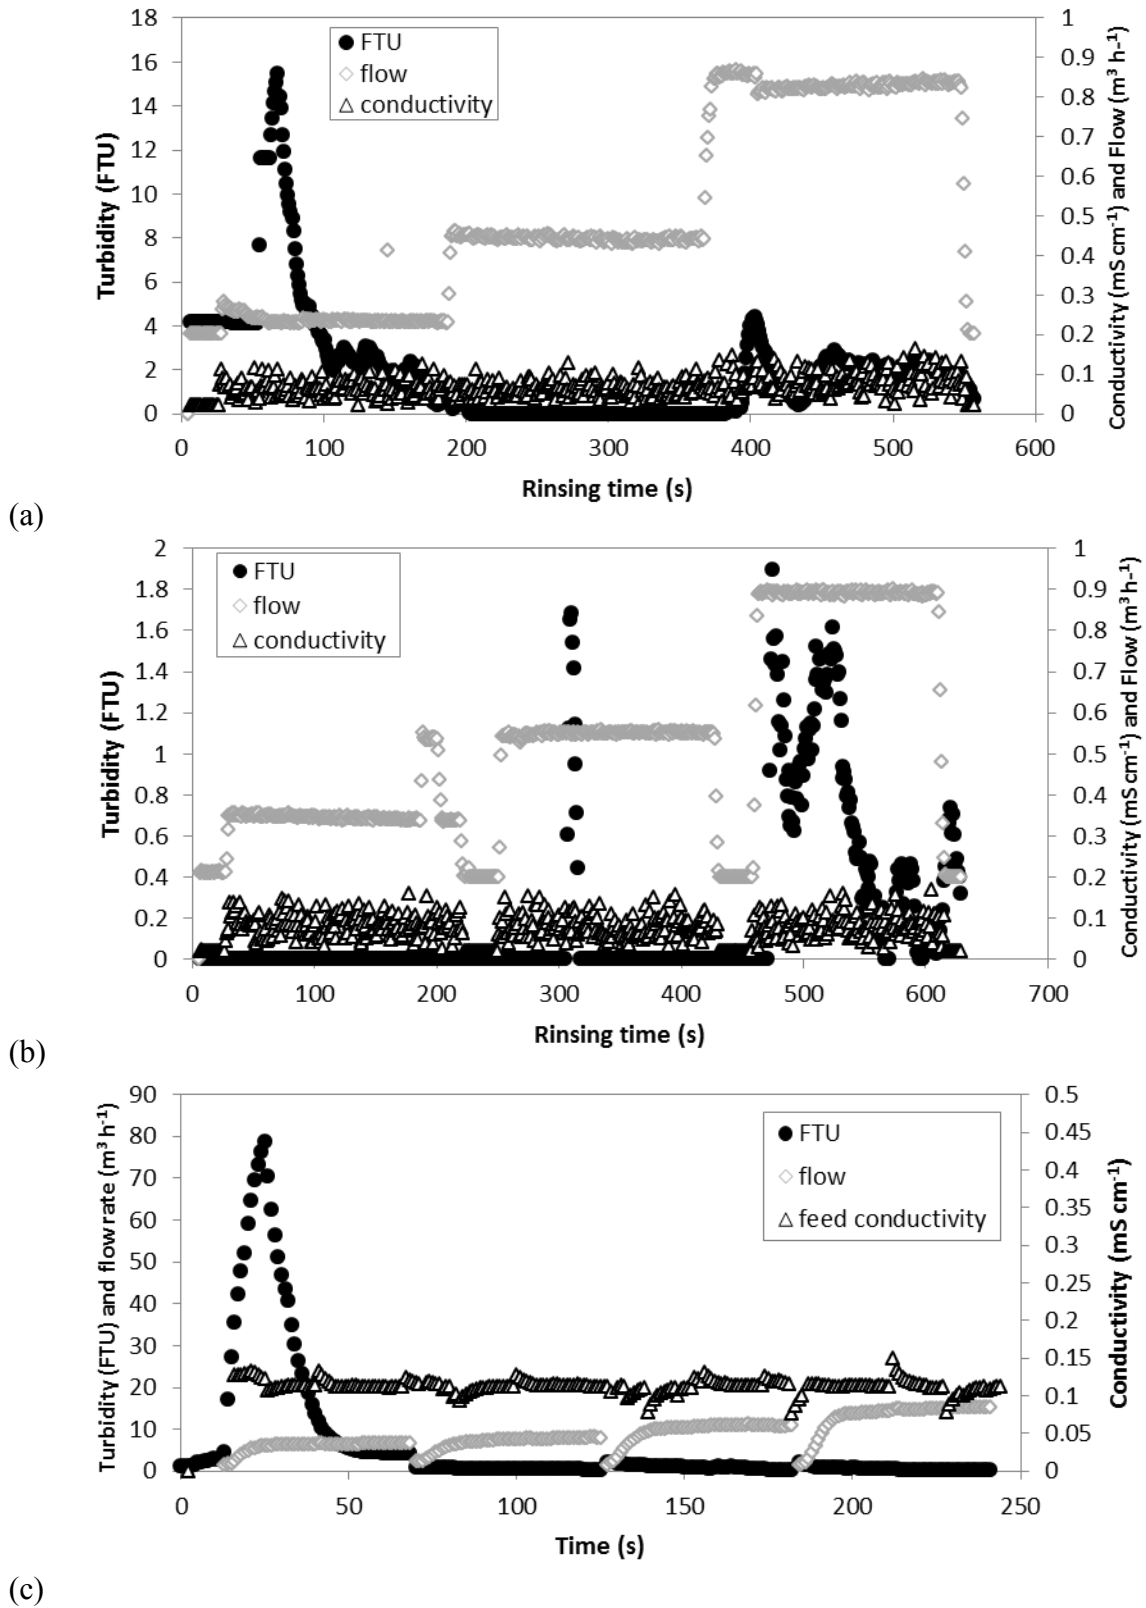 18
16
14
12
10
8
6
4
2
0
Turbidity (FTU)
FTU
flow
conductivity
1
0.9
0.8
0.7
0.6
0.5
0.4
0.3
0.2
0.1
0
Conductivity (mS cm-1) and Flow (m3 h-1)
0 100 200 300 400 500 600
Rinsing time (s)
(a)
2
1.8
1.6
1.4
1.2
1
0.8
0.6
0.4
0.2
0
Turbidity (FTU)
FTU
flow
conductivity
1
0.9
0.8
0.7
0.6
0.5
0.4
0.3
0.2
0.1
0
Conductivity (mS cm-1) and Flow (m3 h-1)
0 100 200 300 400 500 600 700
Rinsing time (s)
(b)
90
80
70
60
50
40
30
20
10
0
Turbidity (FTU) and flow rate (m3 h-1)
FTU
flow
feed conductivity
0.5
0.45
0.4
0.35
0.3
0.25
0.2
0.15
0.1
0.05
0
Conductivity (mS cm-1)
0 50 100 150 200 250
Time (s)
(c)